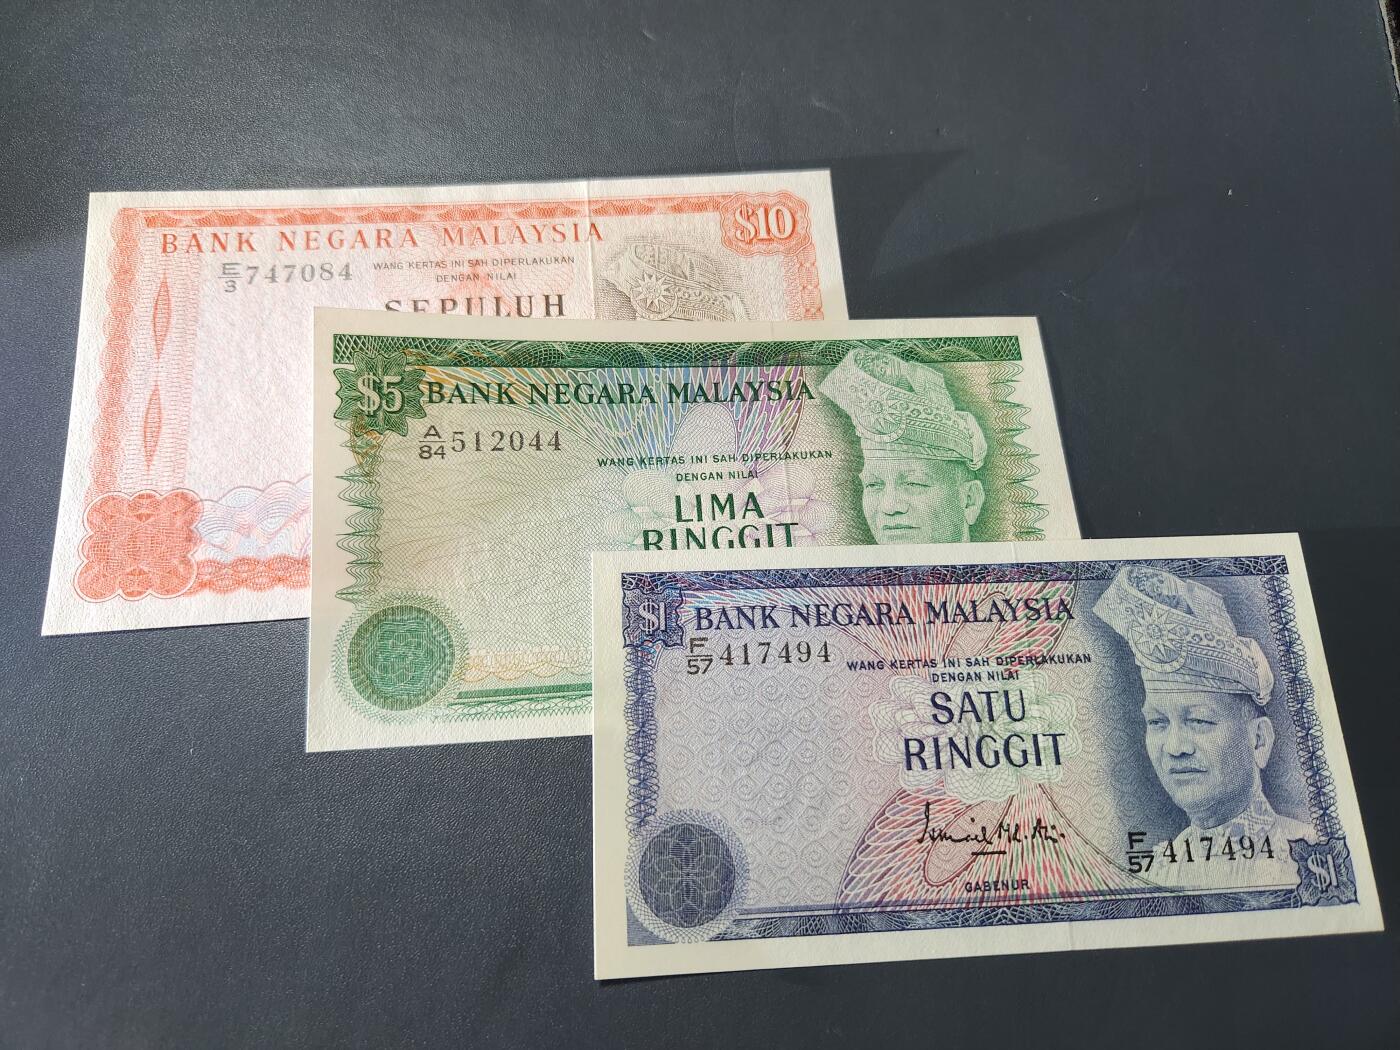 $10
BANK NEGARA MALAYSIA
E/3 747084
WANG KERTAS INI SAH DIPERLAKUKAN
DENGAN NILAI
SEPULUH
$5 BANK NEGARA MALAYSIA
A/84 512044
WANG KERTAS INI SAH DIPERLAKUKAN
DENGAN NILAI
LIMA
RINGGIT
$1 BANK NEGARA MALAYSIA
F/57 417494
WANG KERTAS INI SAH DIPERLAKUKAN
DENGAN NILAI
SATU
RINGGIT
F/57 417494
GABENUR
$1